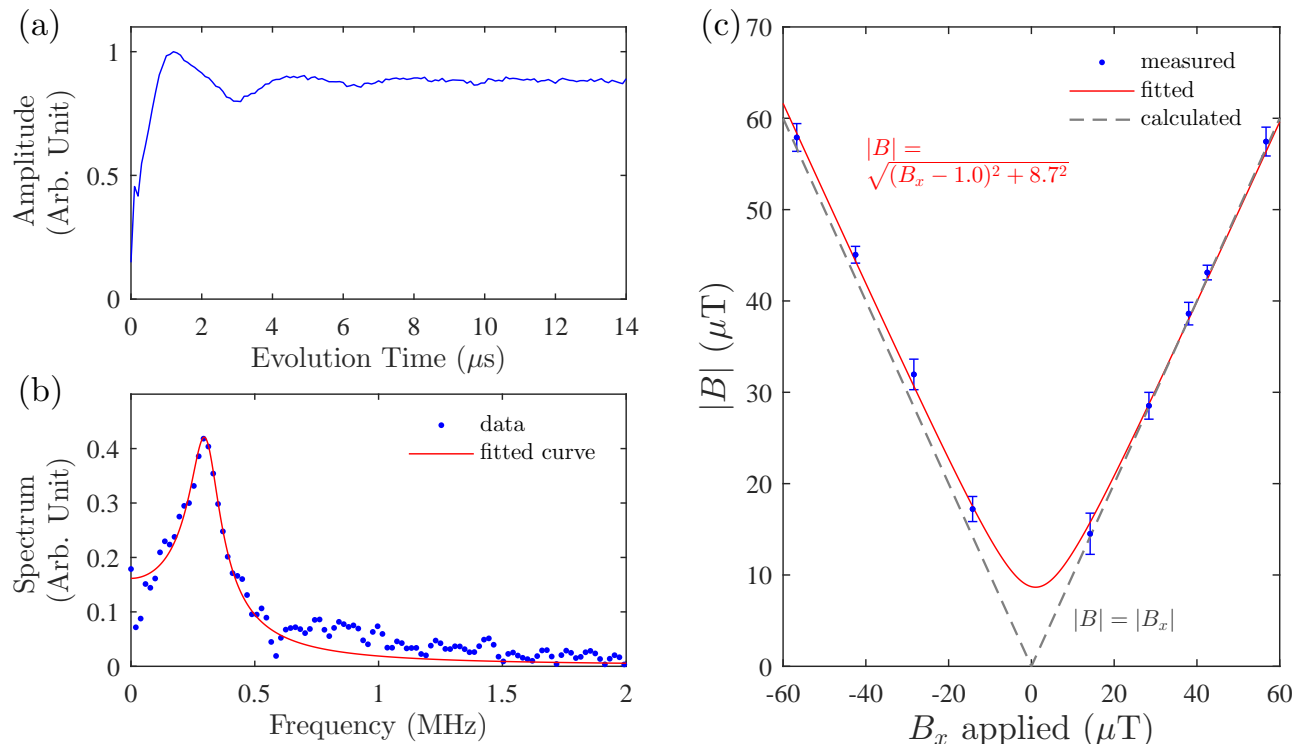 (a)
1
0.5
0
Amplitude
(Arb. Unit)
0 2 4 6 8 10 12 14
Evolution Time (μs)
(b)
0.4
0.3
0.2
0.1
0
Spectrum
(Arb. Unit)
data
fitted curve
0 0.5 1 1.5 2
Frequency (MHz)
(c)
70
60
50
40
30
20
10
0
|B| (μT)
measured
fitted
calculated
|B| =
√(B_x − 1.0)² + 8.7²
|B| = |B_x|
-60 -40 -20 0 20 40 60
B_x applied (μT)